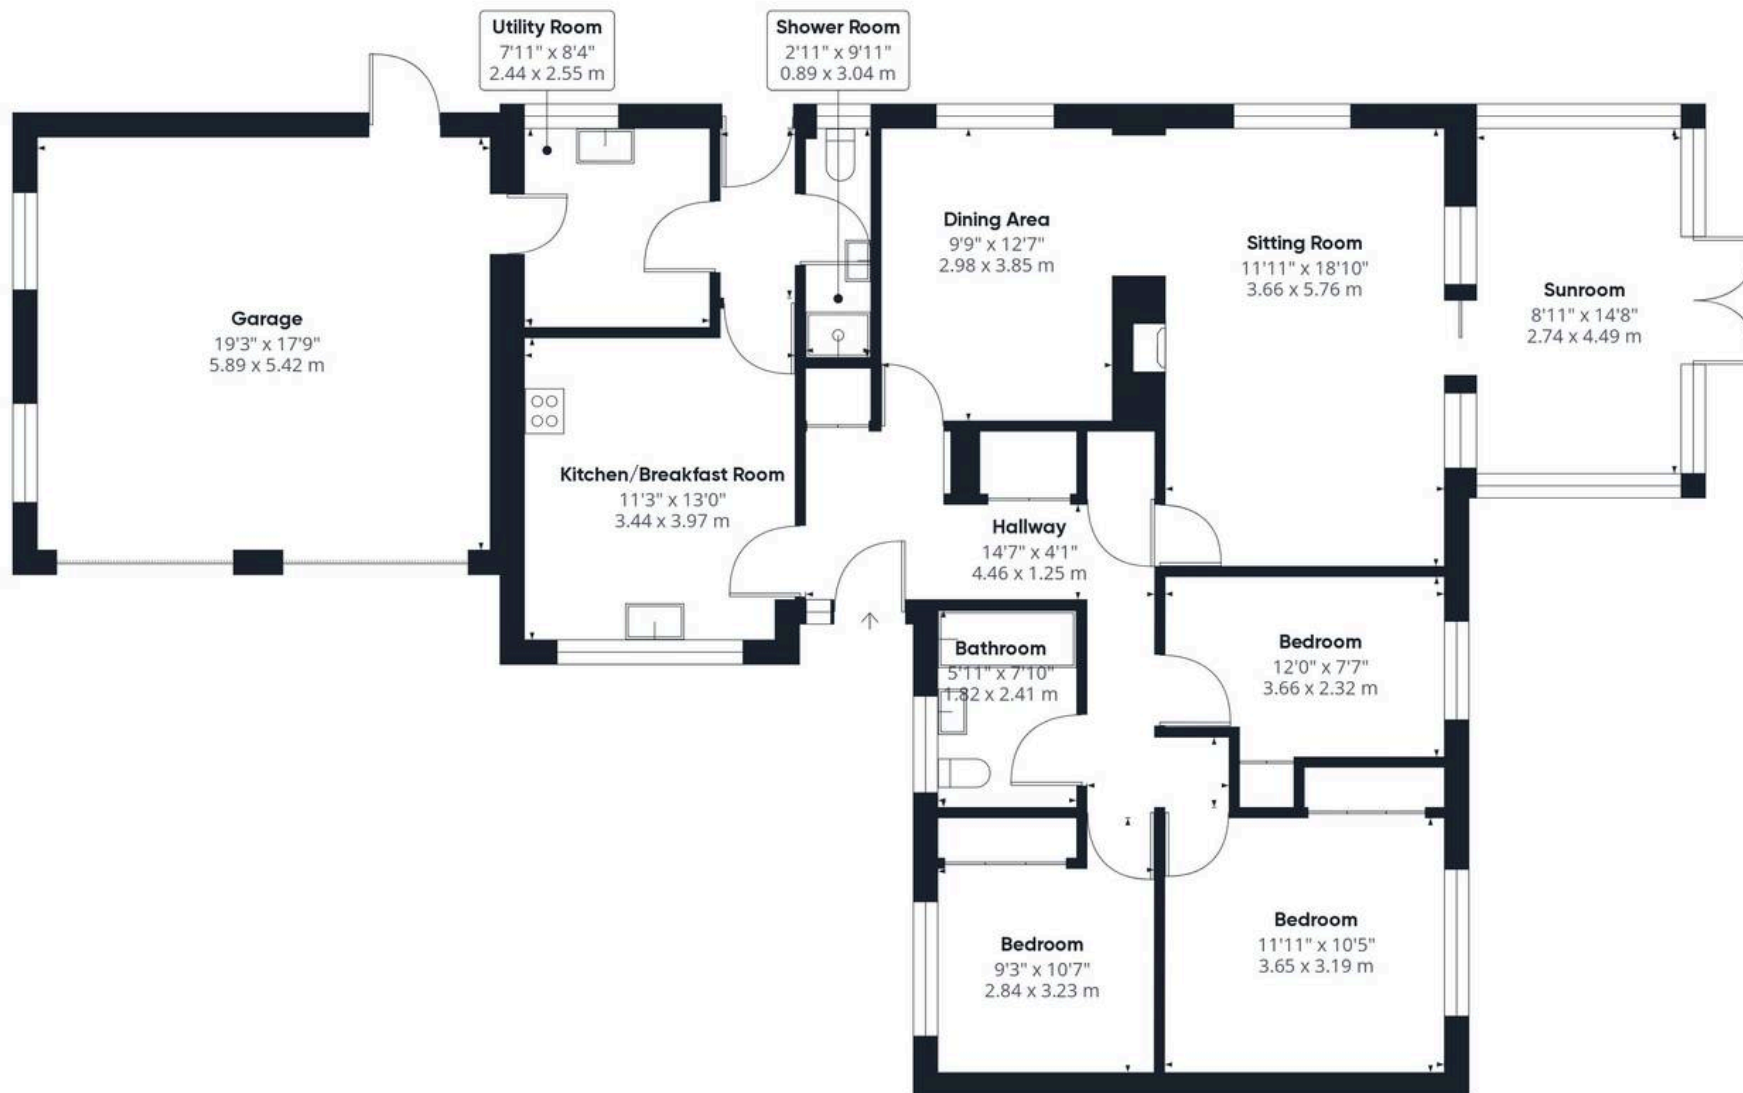 Utility Room
7'11" x 8'4"
2.44 x 2.55 m
Shower Room
2'11" x 9'11"
0.89 x 3.04 m
Dining Area
9'9" x 12'7"
2.98 x 3.85 m
Sitting Room
11'11" x 18'10"
3.66 x 5.76 m
Sunroom
8'11" x 14'8"
2.74 x 4.49 m
Garage
19'3" x 17'9"
5.89 x 5.42 m
Kitchen/Breakfast Room
11'3" x 13'0"
3.44 x 3.97 m
Hallway
14'7" x 4'1"
4.46 x 1.25 m
Bathroom
5'11" x 7'10"
1.82 x 2.41 m
Bedroom
12'0" x 7'7"
3.66 x 2.32 m
Bedroom
9'3" x 10'7"
2.84 x 3.23 m
Bedroom
11'11" x 10'5"
3.65 x 3.19 m